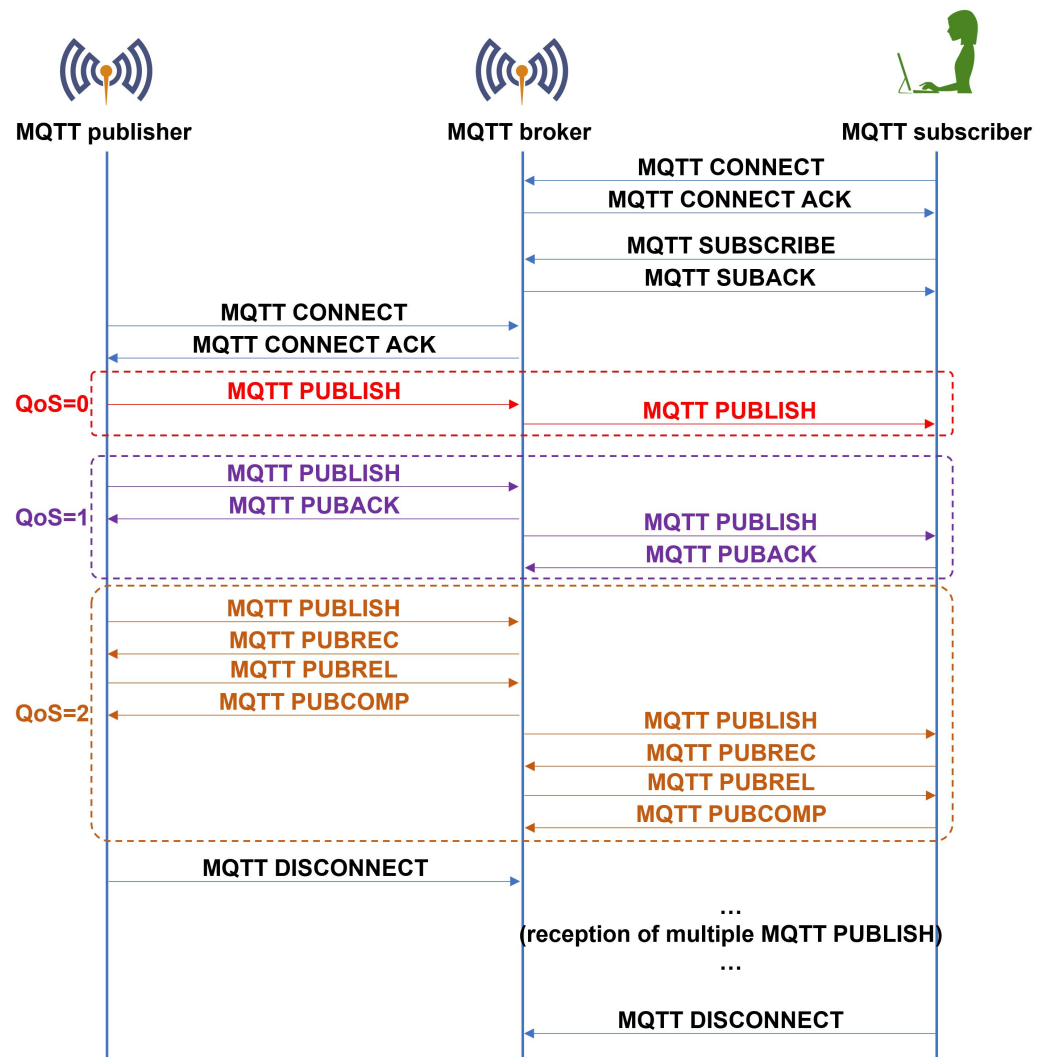 MQTT publisher
MQTT broker
MQTT subscriber
MQTT CONNECT
MQTT CONNECT ACK
MQTT SUBSCRIBE
MQTT SUBACK
MQTT CONNECT
MQTT CONNECT ACK
QoS=0
MQTT PUBLISH
MQTT PUBLISH
QoS=1
MQTT PUBLISH
MQTT PUBACK
MQTT PUBLISH
MQTT PUBACK
QoS=2
MQTT PUBLISH
MQTT PUBREC
MQTT PUBREL
MQTT PUBCOMP
MQTT PUBLISH
MQTT PUBREC
MQTT PUBREL
MQTT PUBCOMP
MQTT DISCONNECT
...
(reception of multiple MQTT PUBLISH)
...
MQTT DISCONNECT